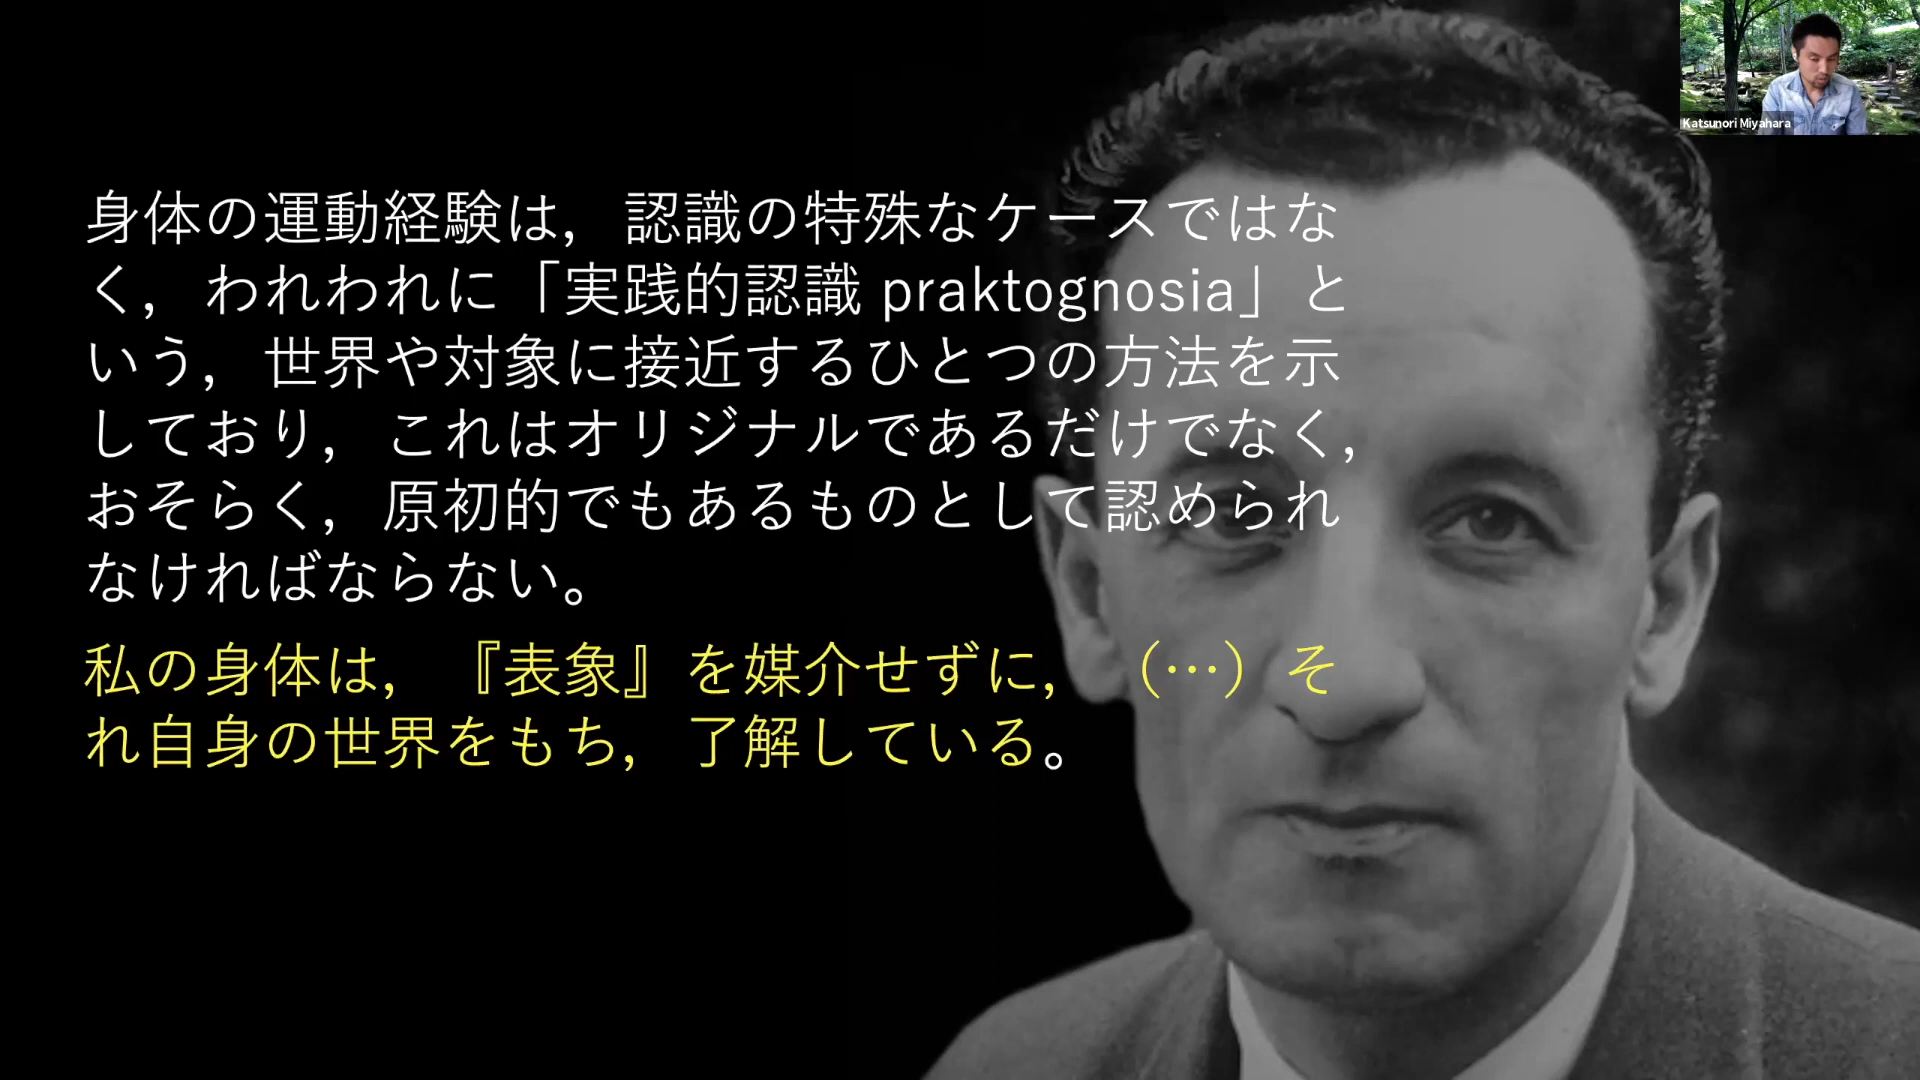 身体の運動経験は，認識の特殊なケースではな
く，われわれに「実践的認識 praktognosia」と
いう，世界や対象に接近するひとつの方法を示
しており，これはオリジナルであるだけでなく，
おそらく，原初的でもあるものとして認められ
なければならない。
私の身体は，『表象』を媒介せずに，（…）そ
れ自身の世界をもち，了解している。
Katsunori Miyahara